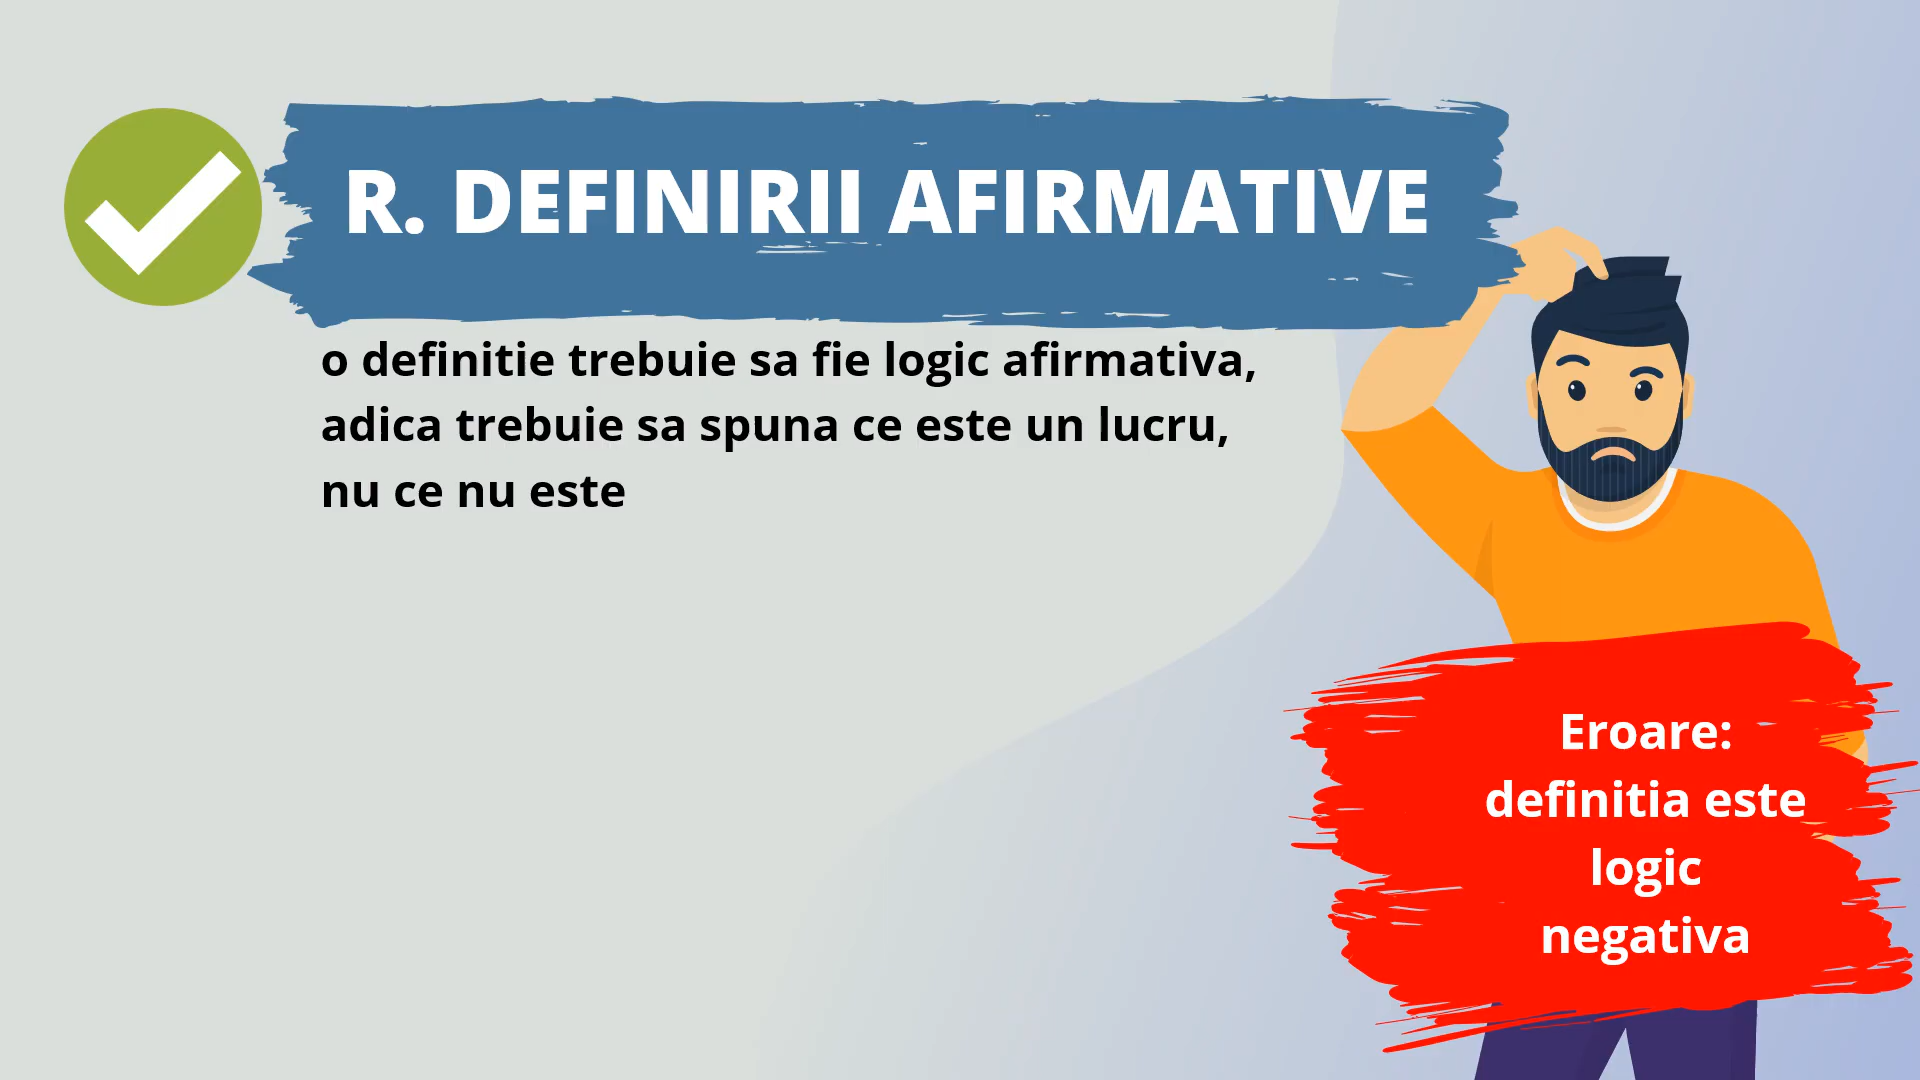 R. DEFINIRII AFIRMATIVE
o definitie trebuie sa fie logic afirmativa,
adica trebuie sa spuna ce este un lucru,
nu ce nu este
Eroare:
definitia este
logic
negativa